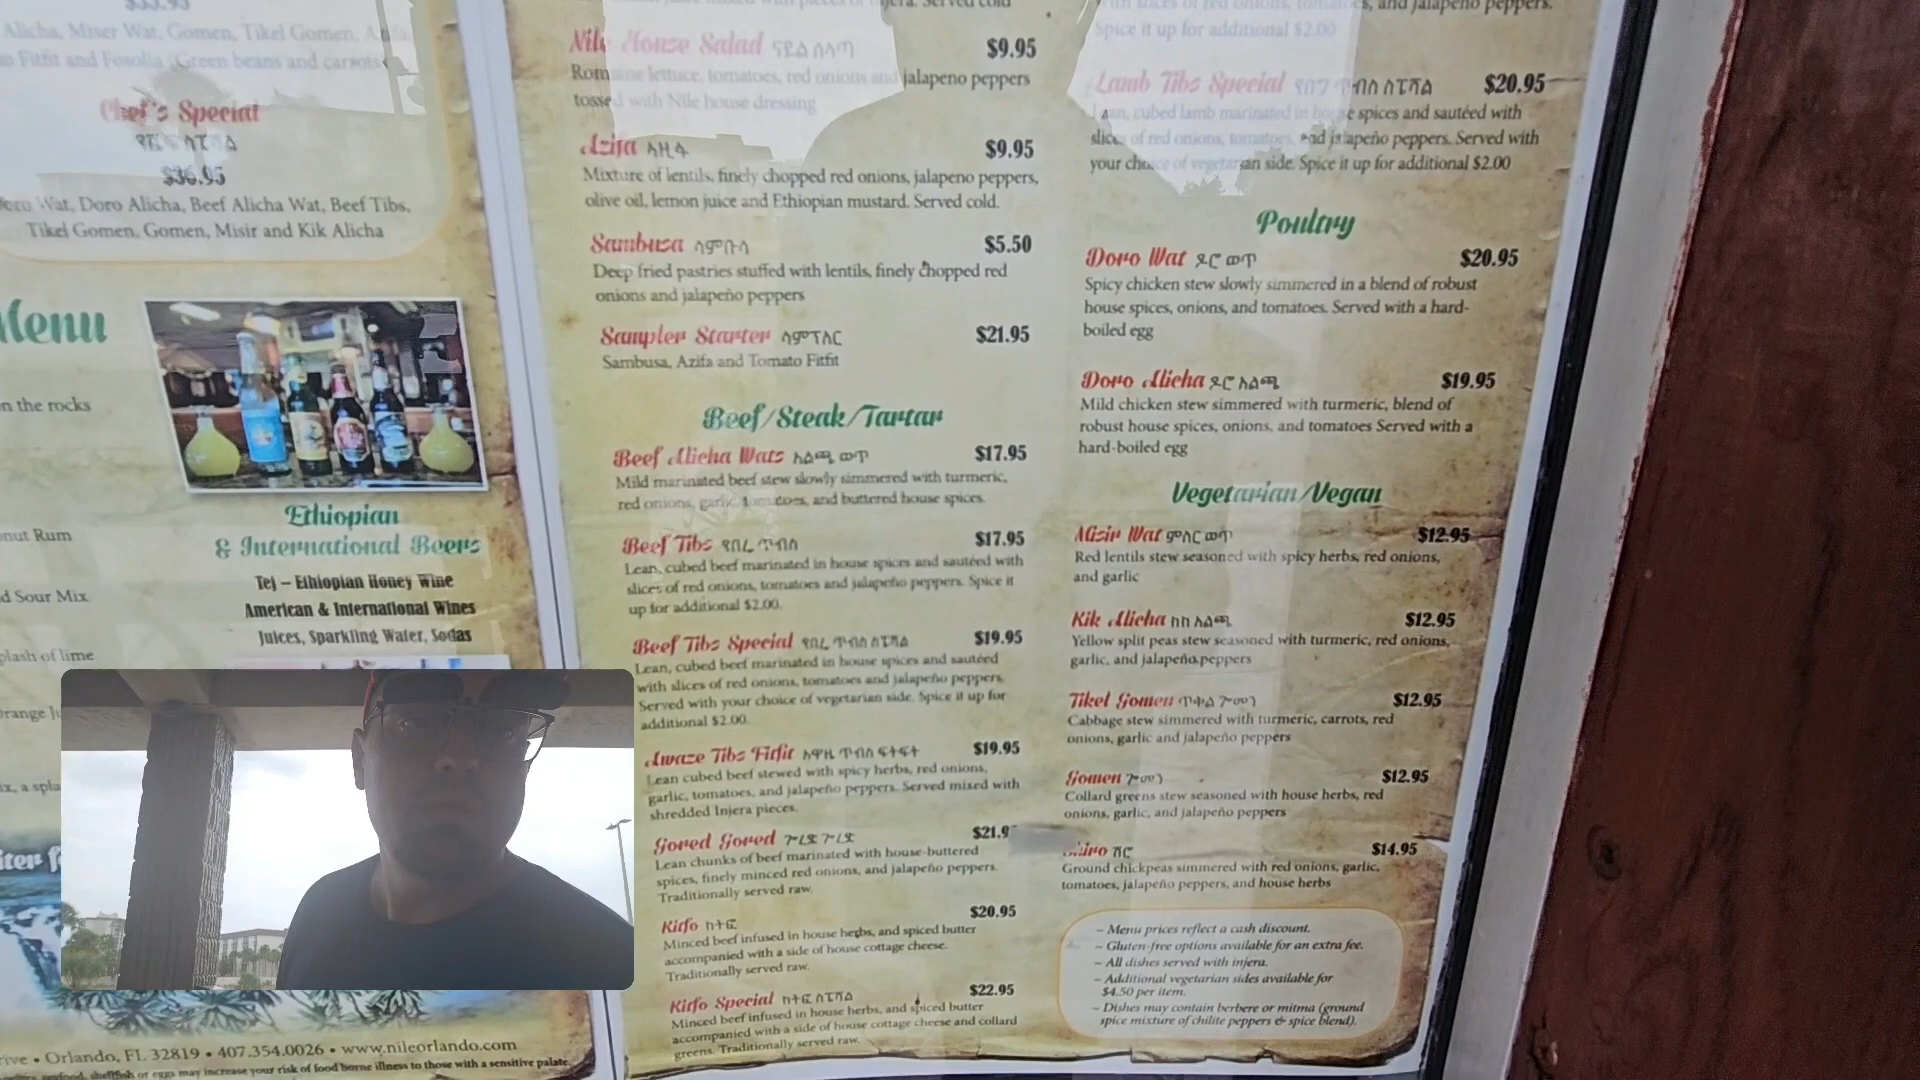 $55.95
Alicha, Miser Wat, Gomen, Tikel Gomen, Azifa,
Fitfit and Fosolia (Green beans and carrots)
Chef's Special
$36.95
Wat, Doro Alicha, Beef Alicha Wat, Beef Tibs,
Tikel Gomen, Gomen, Misir and Kik Alicha
Menu
on the rocks
nut Rum
d Sour Mix
plash of lime
range
ix, a spla
Ethiopian
& International Beers
Tej – Ethiopian Honey Wine
American & International Wines
Juices, Sparkling Water, Sodas
rive • Orlando, FL 32819 • 407.354.0026 • www.nileorlando.com
seafood, shellfish or eggs may increase your risk of food borne illness to those with a sensitive palate.
injera. Served cold
Nile House Salad ናይል ሰላጣ $9.95
Romaine lettuce, tomatoes, red onions and jalapeno peppers
tossed with Nile house dressing
Azifa አዚፋ $9.95
Mixture of lentils, finely chopped red onions, jalapeno peppers,
olive oil, lemon juice and Ethiopian mustard. Served cold.
Sambusa ሳምቡሳ $5.50
Deep fried pastries stuffed with lentils, finely chopped red
onions and jalapeño peppers
Sampler Starter ሳምፕለር $21.95
Sambusa, Azifa and Tomato Fitfit
Beef/Steak/Tartar
Beef Alicha Wats አልጫ ወጥ $17.95
Mild marinated beef stew slowly simmered with turmeric,
red onions, garlic, tomatoes, and buttered house spices.
Beef Tibs የበሬ ጥብስ $17.95
Lean, cubed beef marinated in house spices and sautéed with
slices of red onions, tomatoes and jalapeño peppers. Spice it
up for additional $2.00.
Beef Tibs Special የበሬ ጥብስ ስፔሻል $19.95
Lean, cubed beef marinated in house spices and sautéed
with slices of red onions, tomatoes and jalapeño peppers.
Served with your choice of vegetarian side. Spice it up for
additional $2.00.
Awaze Tibs Fitfit አዋዜ ጥብስ ፍትፍት $19.95
Lean cubed beef stewed with spicy herbs, red onions,
garlic, tomatoes, and jalapeño peppers. Served mixed with
shredded Injera pieces.
Gored Gored ጥሬድ ጥሬድ $21.9
Lean chunks of beef marinated with house-buttered
spices, finely minced red onions, and jalapeño peppers.
Traditionally served raw.
Kitfo ክትፎ $20.95
Minced beef infused in house herbs, and spiced butter
accompanied with a side of house cottage cheese.
Traditionally served raw.
Kitfo Special ክትፎ ስፔሻል $22.95
Minced beef infused in house herbs, and spiced butter
accompanied with a side of house cottage cheese and collard
greens. Traditionally served raw.
with slices of red onions, tomatoes, and jalapeño peppers.
Spice it up for additional $2.00
Lamb Tibs Special የበግ ጥብስ ስፔሻል $20.95
Lean, cubed lamb marinated in house spices and sautéed with
slices of red onions, tomatoes, and jalapeño peppers. Served with
your choice of vegetarian side. Spice it up for additional $2.00
Poultry
Doro Wat ዶሮ ወጥ $20.95
Spicy chicken stew slowly simmered in a blend of robust
house spices, onions, and tomatoes. Served with a hard-
boiled egg
Doro Alicha ዶሮ አልጫ $19.95
Mild chicken stew simmered with turmeric, blend of
robust house spices, onions, and tomatoes Served with a
hard-boiled egg
Vegetarian/Vegan
Misir Wat ምስር ወጥ $12.95
Red lentils stew seasoned with spicy herbs, red onions,
and garlic
Kik Alicha ክክ አልጫ $12.95
Yellow split peas stew seasoned with turmeric, red onions,
garlic, and jalapeño peppers
Tikel Gomen ጥቅል ጎመን $12.95
Cabbage stew simmered with turmeric, carrots, red
onions, garlic and jalapeño peppers
Gomen ጎመን $12.95
Collard greens stew seasoned with house herbs, red
onions, garlic, and jalapeño peppers
Shiro ሽሮ $14.95
Ground chickpeas simmered with red onions, garlic,
tomatoes, jalapeño peppers, and house herbs
– Menu prices reflect a cash discount.
– Gluten-free options available for an extra fee.
– All dishes served with injera.
– Additional vegetarian sides available for
$4.50 per item.
– Dishes may contain berbere or mitma (ground
spice mixture of chilite peppers & spice blend).